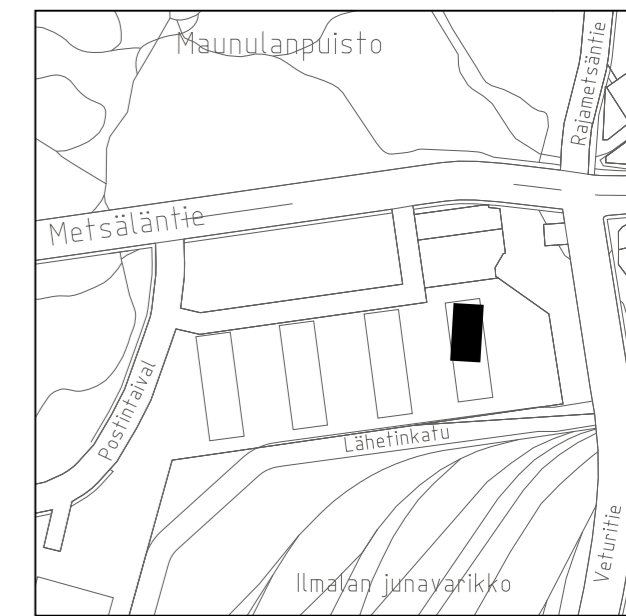 Maunulanpuisto
Rajametsäntie
Metsäläntie
Postintaival
Lähetinkatu
Veturitie
Ilmalan junavarikko